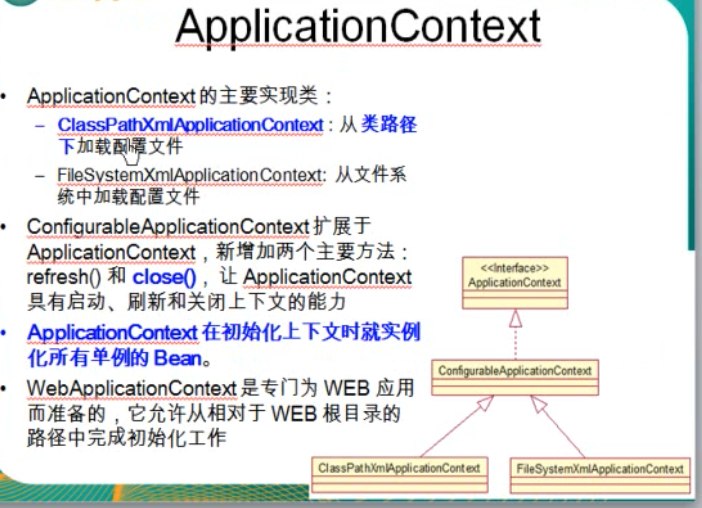 ApplicationContext
• ApplicationContext 的主要实现类：
– ClassPathXmlApplicationContext : 从 类路径
下加载配置文件
– FileSystemXmlApplicationContext: 从文件系
统中加载配置文件
• ConfigurableApplicationContext 扩展于
ApplicationContext，新增加两个主要方法：
refresh() 和 close()， 让 ApplicationContext
具有启动、刷新和关闭上下文的能力
• ApplicationContext 在初始化上下文时就实例
化所有单例的 Bean。
• WebApplicationContext 是专门为 WEB 应用
而准备的，它允许从相对于 WEB 根目录的
路径中完成初始化工作
<<Interface>>
ApplicationContext
ConfigurableApplicationContext
ClassPathXmlApplicationContext
FileSystemXmlApplicationContext